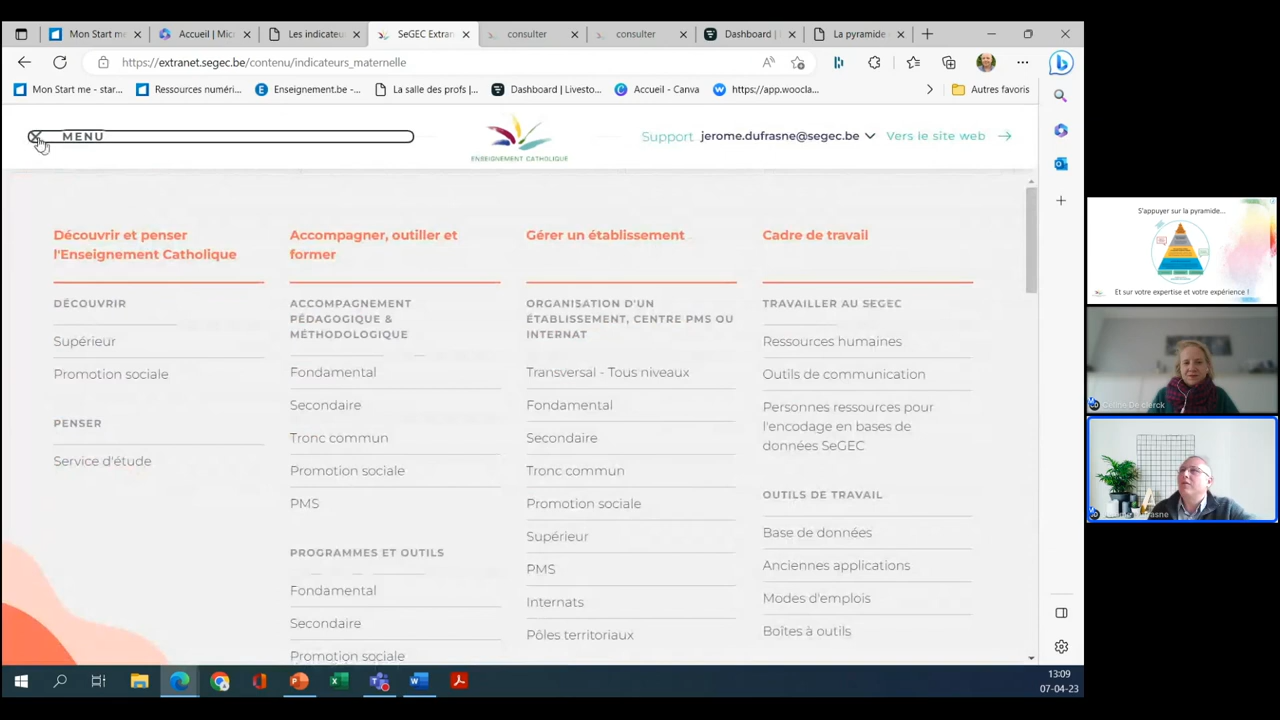 Mon Start me
Accueil | Mic
Les indicateur
SeGEC Extran
consulter
consulter
Dashboard |
La pyramide
https://extranet.segec.be/contenu/indicateurs_maternelle
Mon Start me - star...
Ressources numéri...
Enseignement.be -...
La salle des profs |...
Dashboard | Livesto...
Accueil - Canva
https://app.woocla...
Autres favoris
MENU
ENSEIGNEMENT CATHOLIQUE
Support
jerome.dufrasne@segec.be
Vers le site web
Découvrir et penser
l'Enseignement Catholique
DÉCOUVRIR
Supérieur
Promotion sociale
PENSER
Service d'étude
Accompagner, outiller et
former
ACCOMPAGNEMENT
PÉDAGOGIQUE &
MÉTHODOLOGIQUE
Fondamental
Secondaire
Tronc commun
Promotion sociale
PMS
PROGRAMMES ET OUTILS
Fondamental
Secondaire
Promotion sociale
Gérer un établissement
ORGANISATION D'UN
ÉTABLISSEMENT, CENTRE PMS OU
INTERNAT
Transversal - Tous niveaux
Fondamental
Secondaire
Tronc commun
Promotion sociale
Supérieur
PMS
Internats
Pôles territoriaux
Cadre de travail
TRAVAILLER AU SEGEC
Ressources humaines
Outils de communication
Personnes ressources pour
l'encodage en bases de
données SeGEC
OUTILS DE TRAVAIL
Base de données
Anciennes applications
Modes d'emplois
Boîtes à outils
13:09
07-04-23
S'appuyer sur la pyramide...
Et sur votre expertise et votre expérience !
De clerck